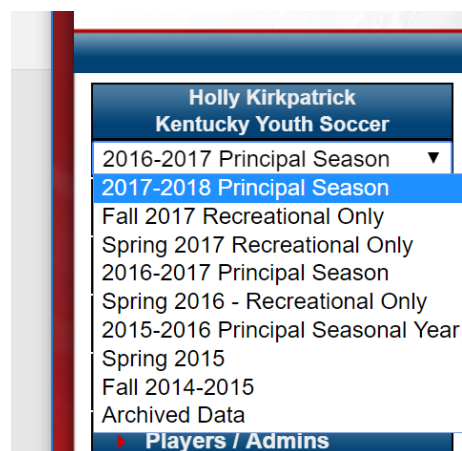 Holly Kirkpatrick
Kentucky Youth Soccer
2016-2017 Principal Season
2017-2018 Principal Season
Fall 2017 Recreational Only
Spring 2017 Recreational Only
2016-2017 Principal Season
Spring 2016 - Recreational Only
2015-2016 Principal Seasonal Year
Spring 2015
Fall 2014-2015
Archived Data
Players / Admins